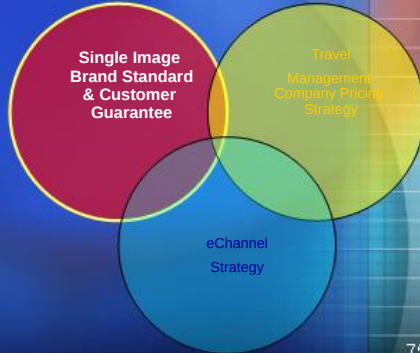 Single Image
Brand Standard
& Customer
Guarantee
Travel
Management
Company Pricing
Strategy
eChannel
Strategy